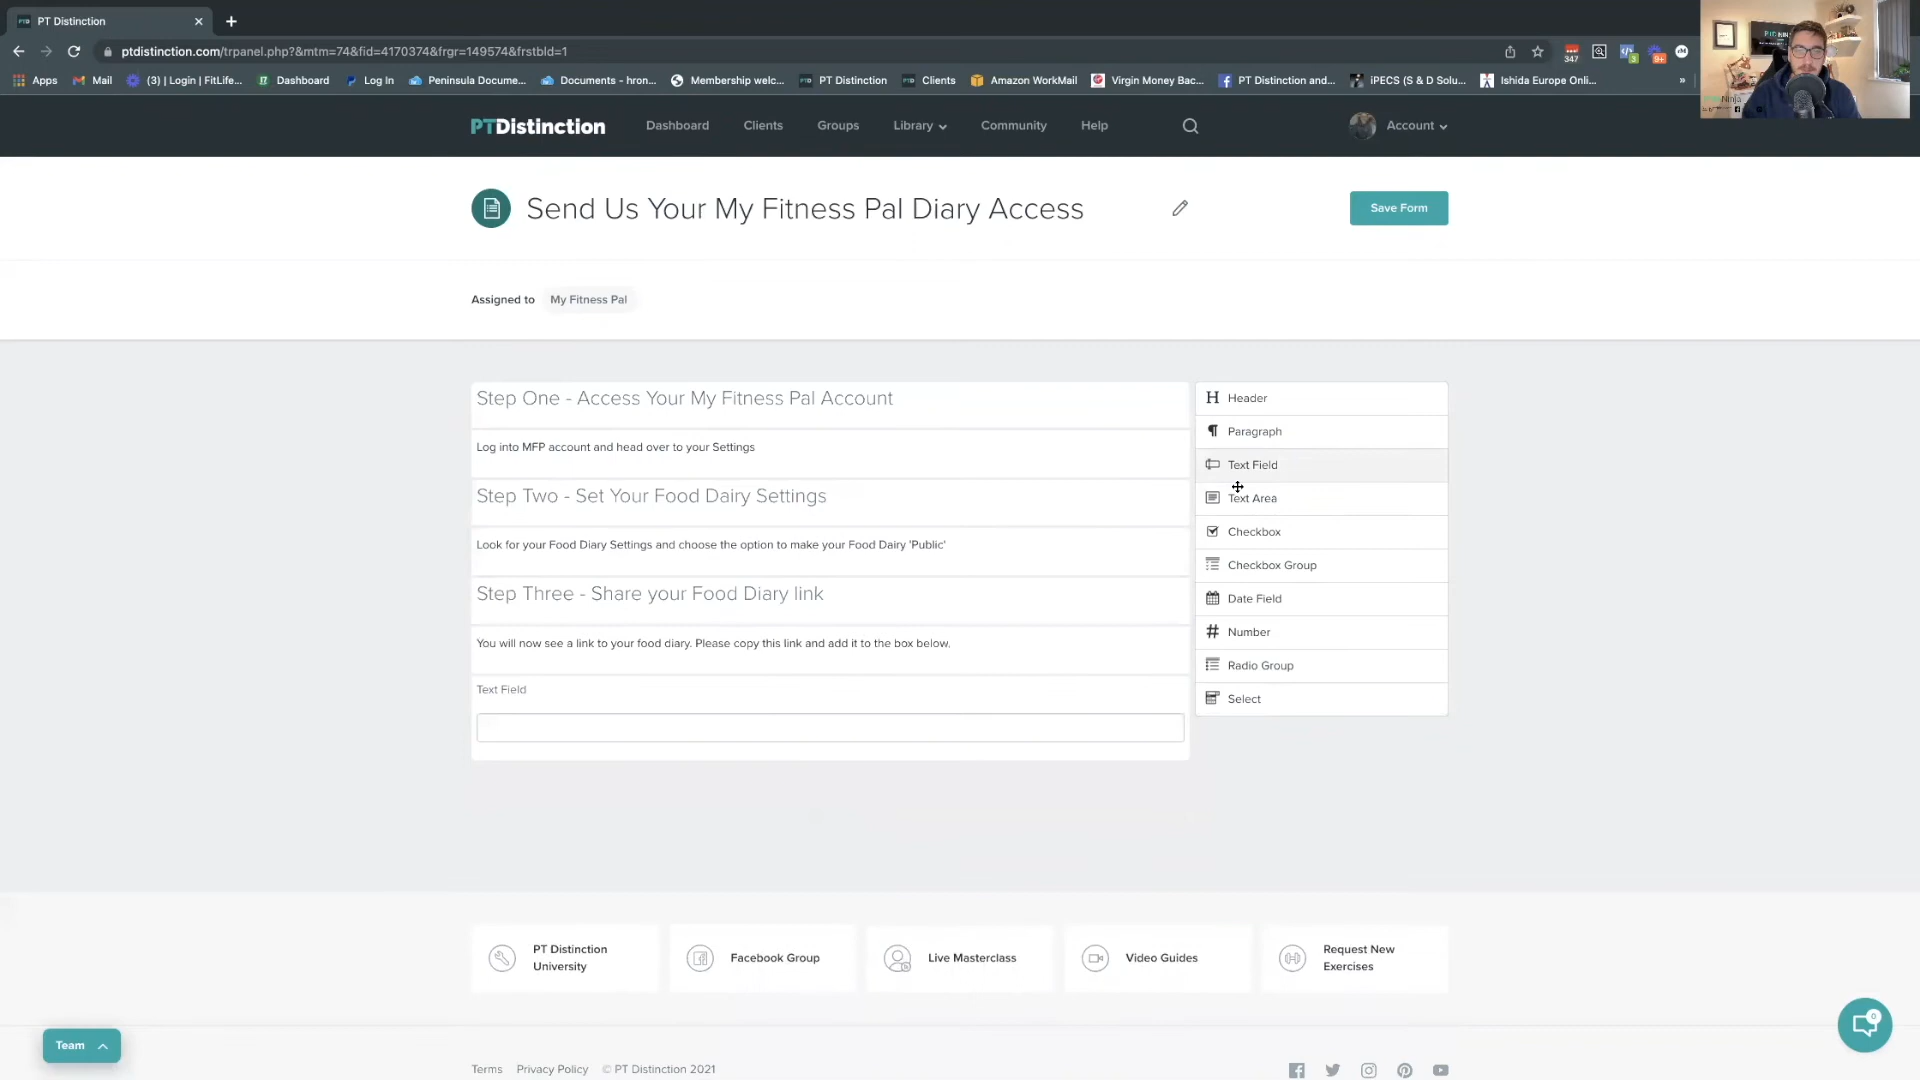 PT Distinction
ptdistinction.com/trpanel.php?&mtm=74&fid=4170374&frgr=149574&frstbld=1
347
3
9+
Apps
Mail
(3) | Login | FitLife...
Dashboard
Log In
Peninsula Docume...
Documents - hron...
Membership welc...
PT Distinction
Clients
Amazon WorkMail
Virgin Money Bac...
PT Distinction and...
iPECS (S & D Solu...
Ishida Europe Onli...
»
PTDistinction
Dashboard
Clients
Groups
Library
Community
Help
Account
Send Us Your My Fitness Pal Diary Access
Save Form
Assigned to
My Fitness Pal
Step One - Access Your My Fitness Pal Account
Log into MFP account and head over to your Settings
Step Two - Set Your Food Dairy Settings
Look for your Food Diary Settings and choose the option to make your Food Dairy 'Public'
Step Three - Share your Food Diary link
You will now see a link to your food diary. Please copy this link and add it to the box below.
Text Field
Header
Paragraph
Text Field
Text Area
Checkbox
Checkbox Group
Date Field
Number
Radio Group
Select
PT Distinction
University
Facebook Group
Live Masterclass
Video Guides
Request New
Exercises
Team
0
Terms
Privacy Policy
© PT Distinction 2021